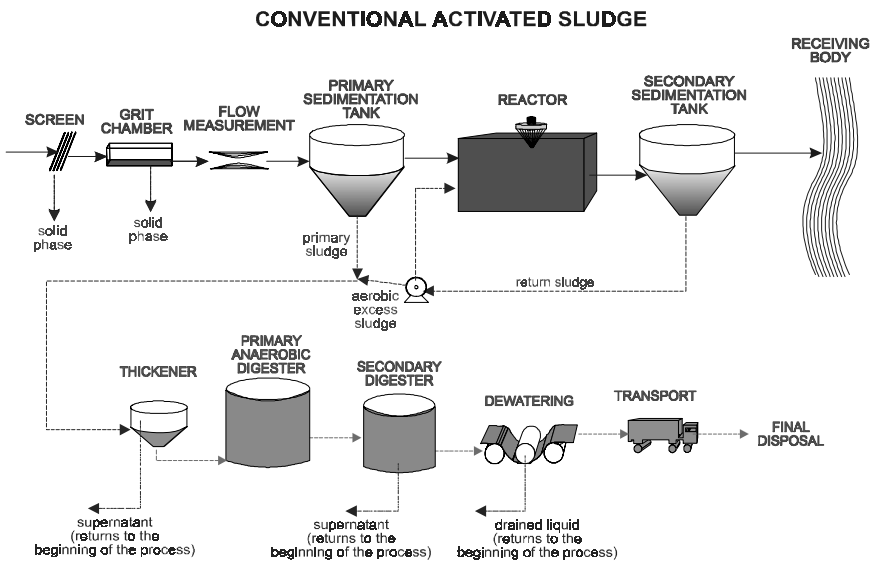 CONVENTIONAL ACTIVATED SLUDGE
RECEIVING
BODY
SCREEN
GRIT
CHAMBER
FLOW
MEASUREMENT
PRIMARY
SEDIMENTATION
TANK
REACTOR
SECONDARY
SEDIMENTATION
TANK
solid
phase
solid
phase
primary
sludge
aerobic
excess
sludge
return sludge
THICKENER
PRIMARY
ANAEROBIC
DIGESTER
SECONDARY
DIGESTER
DEWATERING
TRANSPORT
FINAL
DISPOSAL
supernatant
(returns to the
beginning of the process)
supernatant
(returns to the
beginning of the process)
drained liquid
(returns to the
beginning of the process)